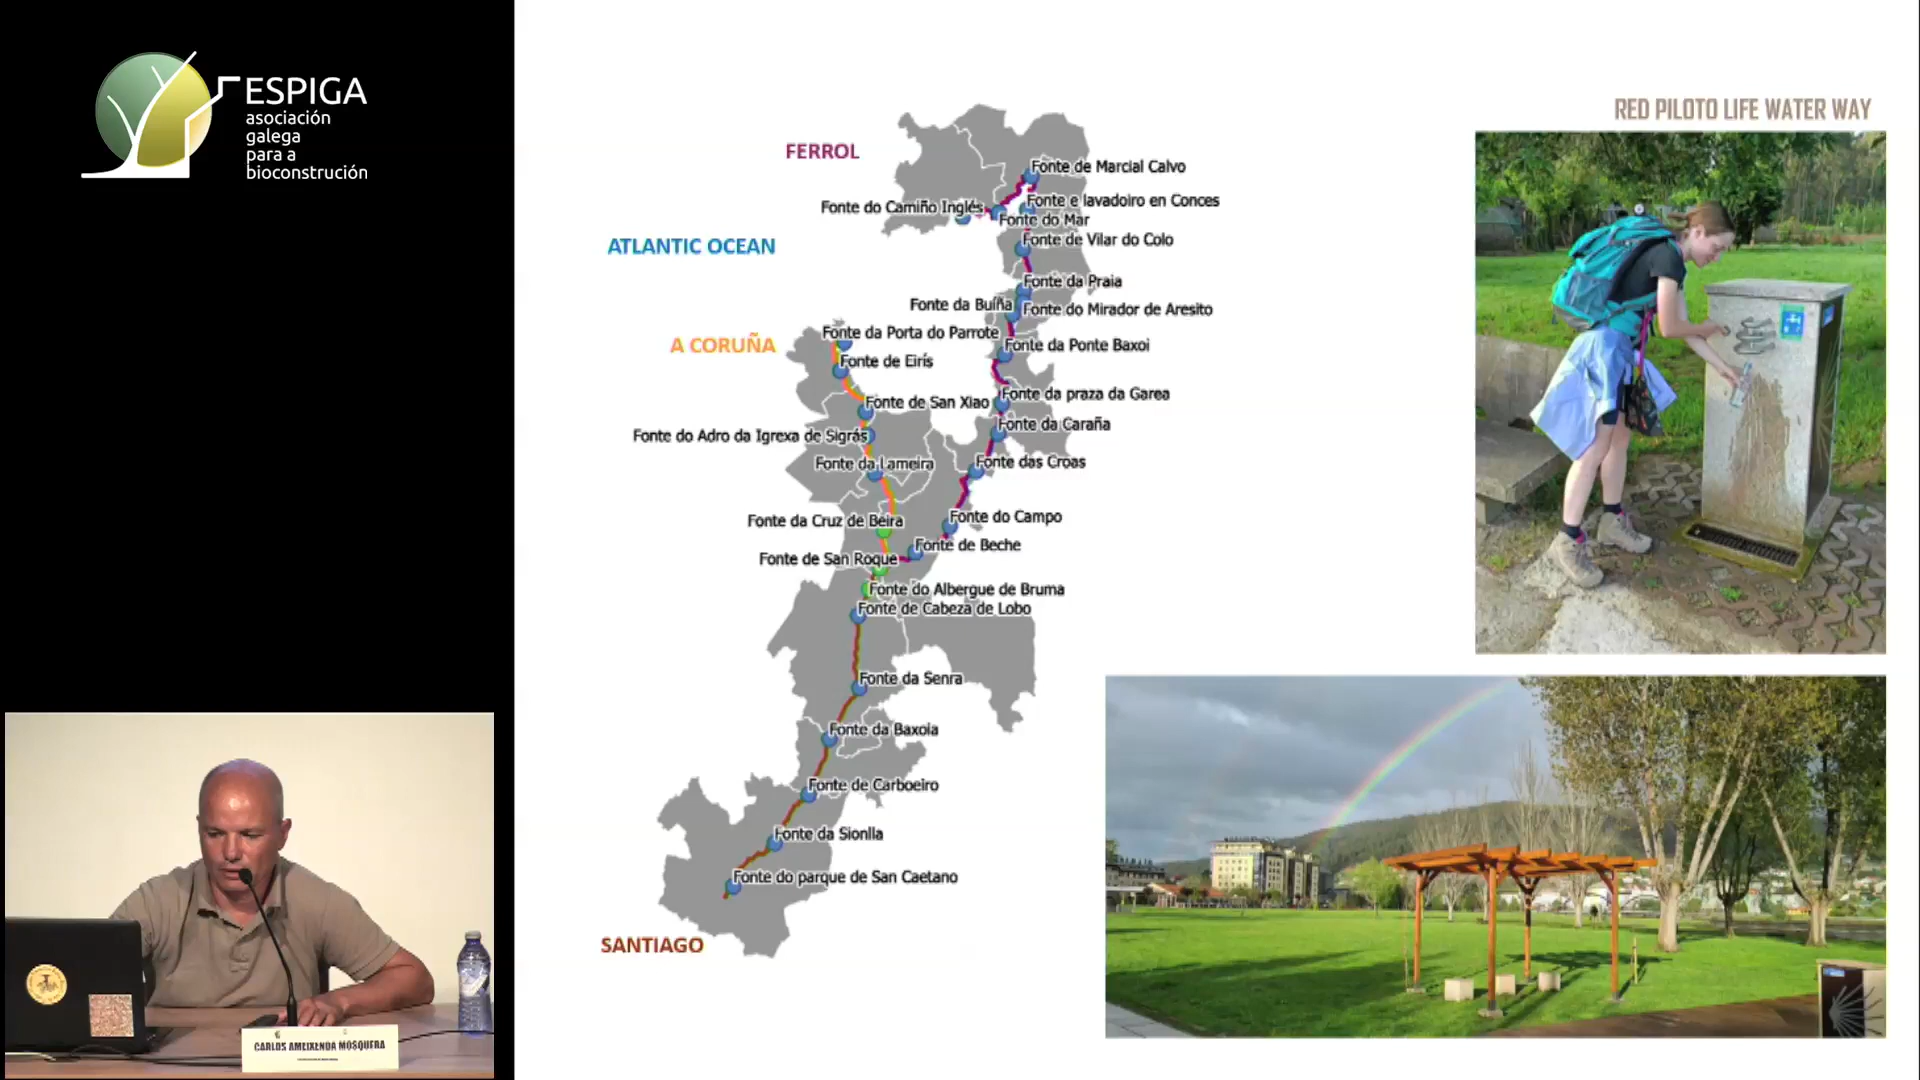 ESPIGA
asociación
galega
para a
bioconstrución
RED PILOTO LIFE WATER WAY
FERROL
Fonte de Marcial Calvo
Fonte do Camiño Inglés
Fonte e lavadoiro en Conces
Fonte do Mar
ATLANTIC OCEAN
Fonte de Vilar do Colo
Fonte da Praia
Fonte da Buíña
Fonte do Mirador de Aresito
Fonte da Porta do Parrote
A CORUÑA
Fonte da Ponte Baxoi
Fonte de Eirís
Fonte da praza da Garea
Fonte de San Xiao
Fonte da Caraña
Fonte do Adro da Igrexa de Sigrás
Fonte da Lameira
Fonte das Croas
Fonte da Cruz de Beira
Fonte do Campo
Fonte de Beche
Fonte de San Roque
Fonte do Albergue de Bruma
Fonte de Cabeza de Lobo
Fonte da Senra
Fonte da Baxoia
Fonte de Carboeiro
Fonte da Sionlla
Fonte do parque de San Caetano
SANTIAGO
CARLOS AMEIXENDA MOSQUERA